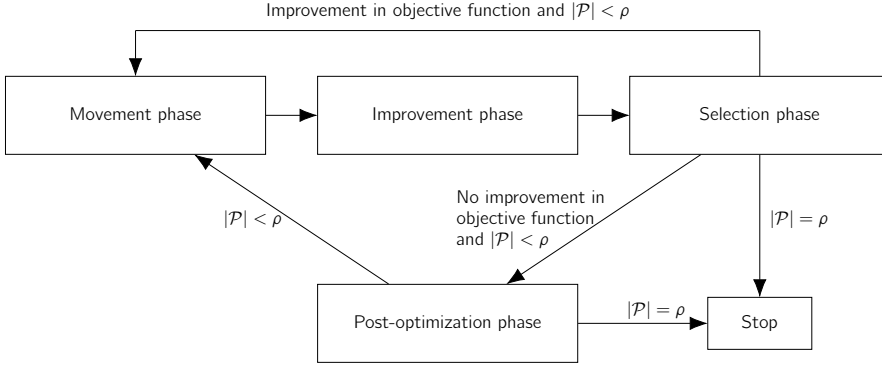 Improvement in objective function and |𝒫| < ρ
Movement phase
Improvement phase
Selection phase
No improvement in
objective function
and |𝒫| < ρ
|𝒫| < ρ
|𝒫| = ρ
Post-optimization phase
|𝒫| = ρ
Stop